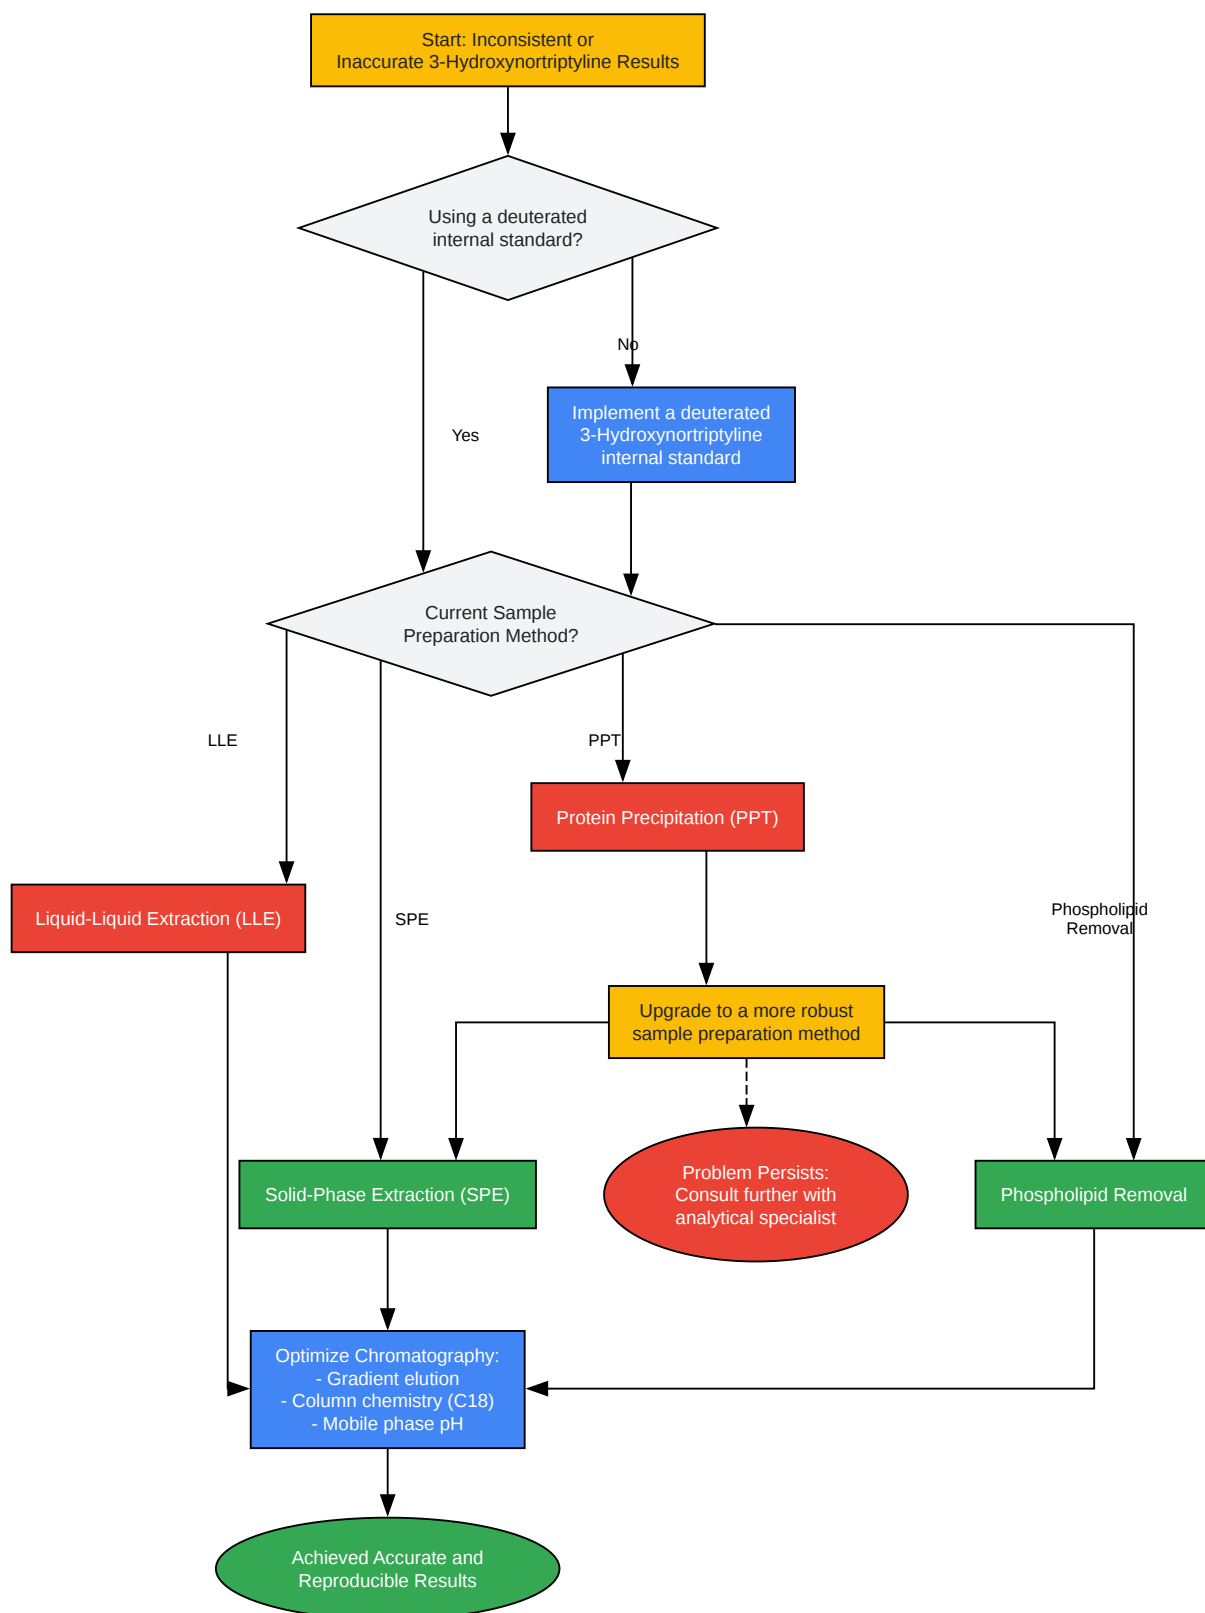 Start: Inconsistent or
Inaccurate 3-Hydroxynortriptyline Results
Using a deuterated
internal standard?
No
Implement a deuterated
3-Hydroxynortriptyline
internal standard
Yes
Current Sample
Preparation Method?
LLE
PPT
Protein Precipitation (PPT)
Liquid-Liquid Extraction (LLE)
SPE
Phospholipid
Removal
Upgrade to a more robust
sample preparation method
Solid-Phase Extraction (SPE)
Problem Persists:
Consult further with
analytical specialist
Phospholipid Removal
Optimize Chromatography:
- Gradient elution
- Column chemistry (C18)
- Mobile phase pH
Achieved Accurate and
Reproducible Results